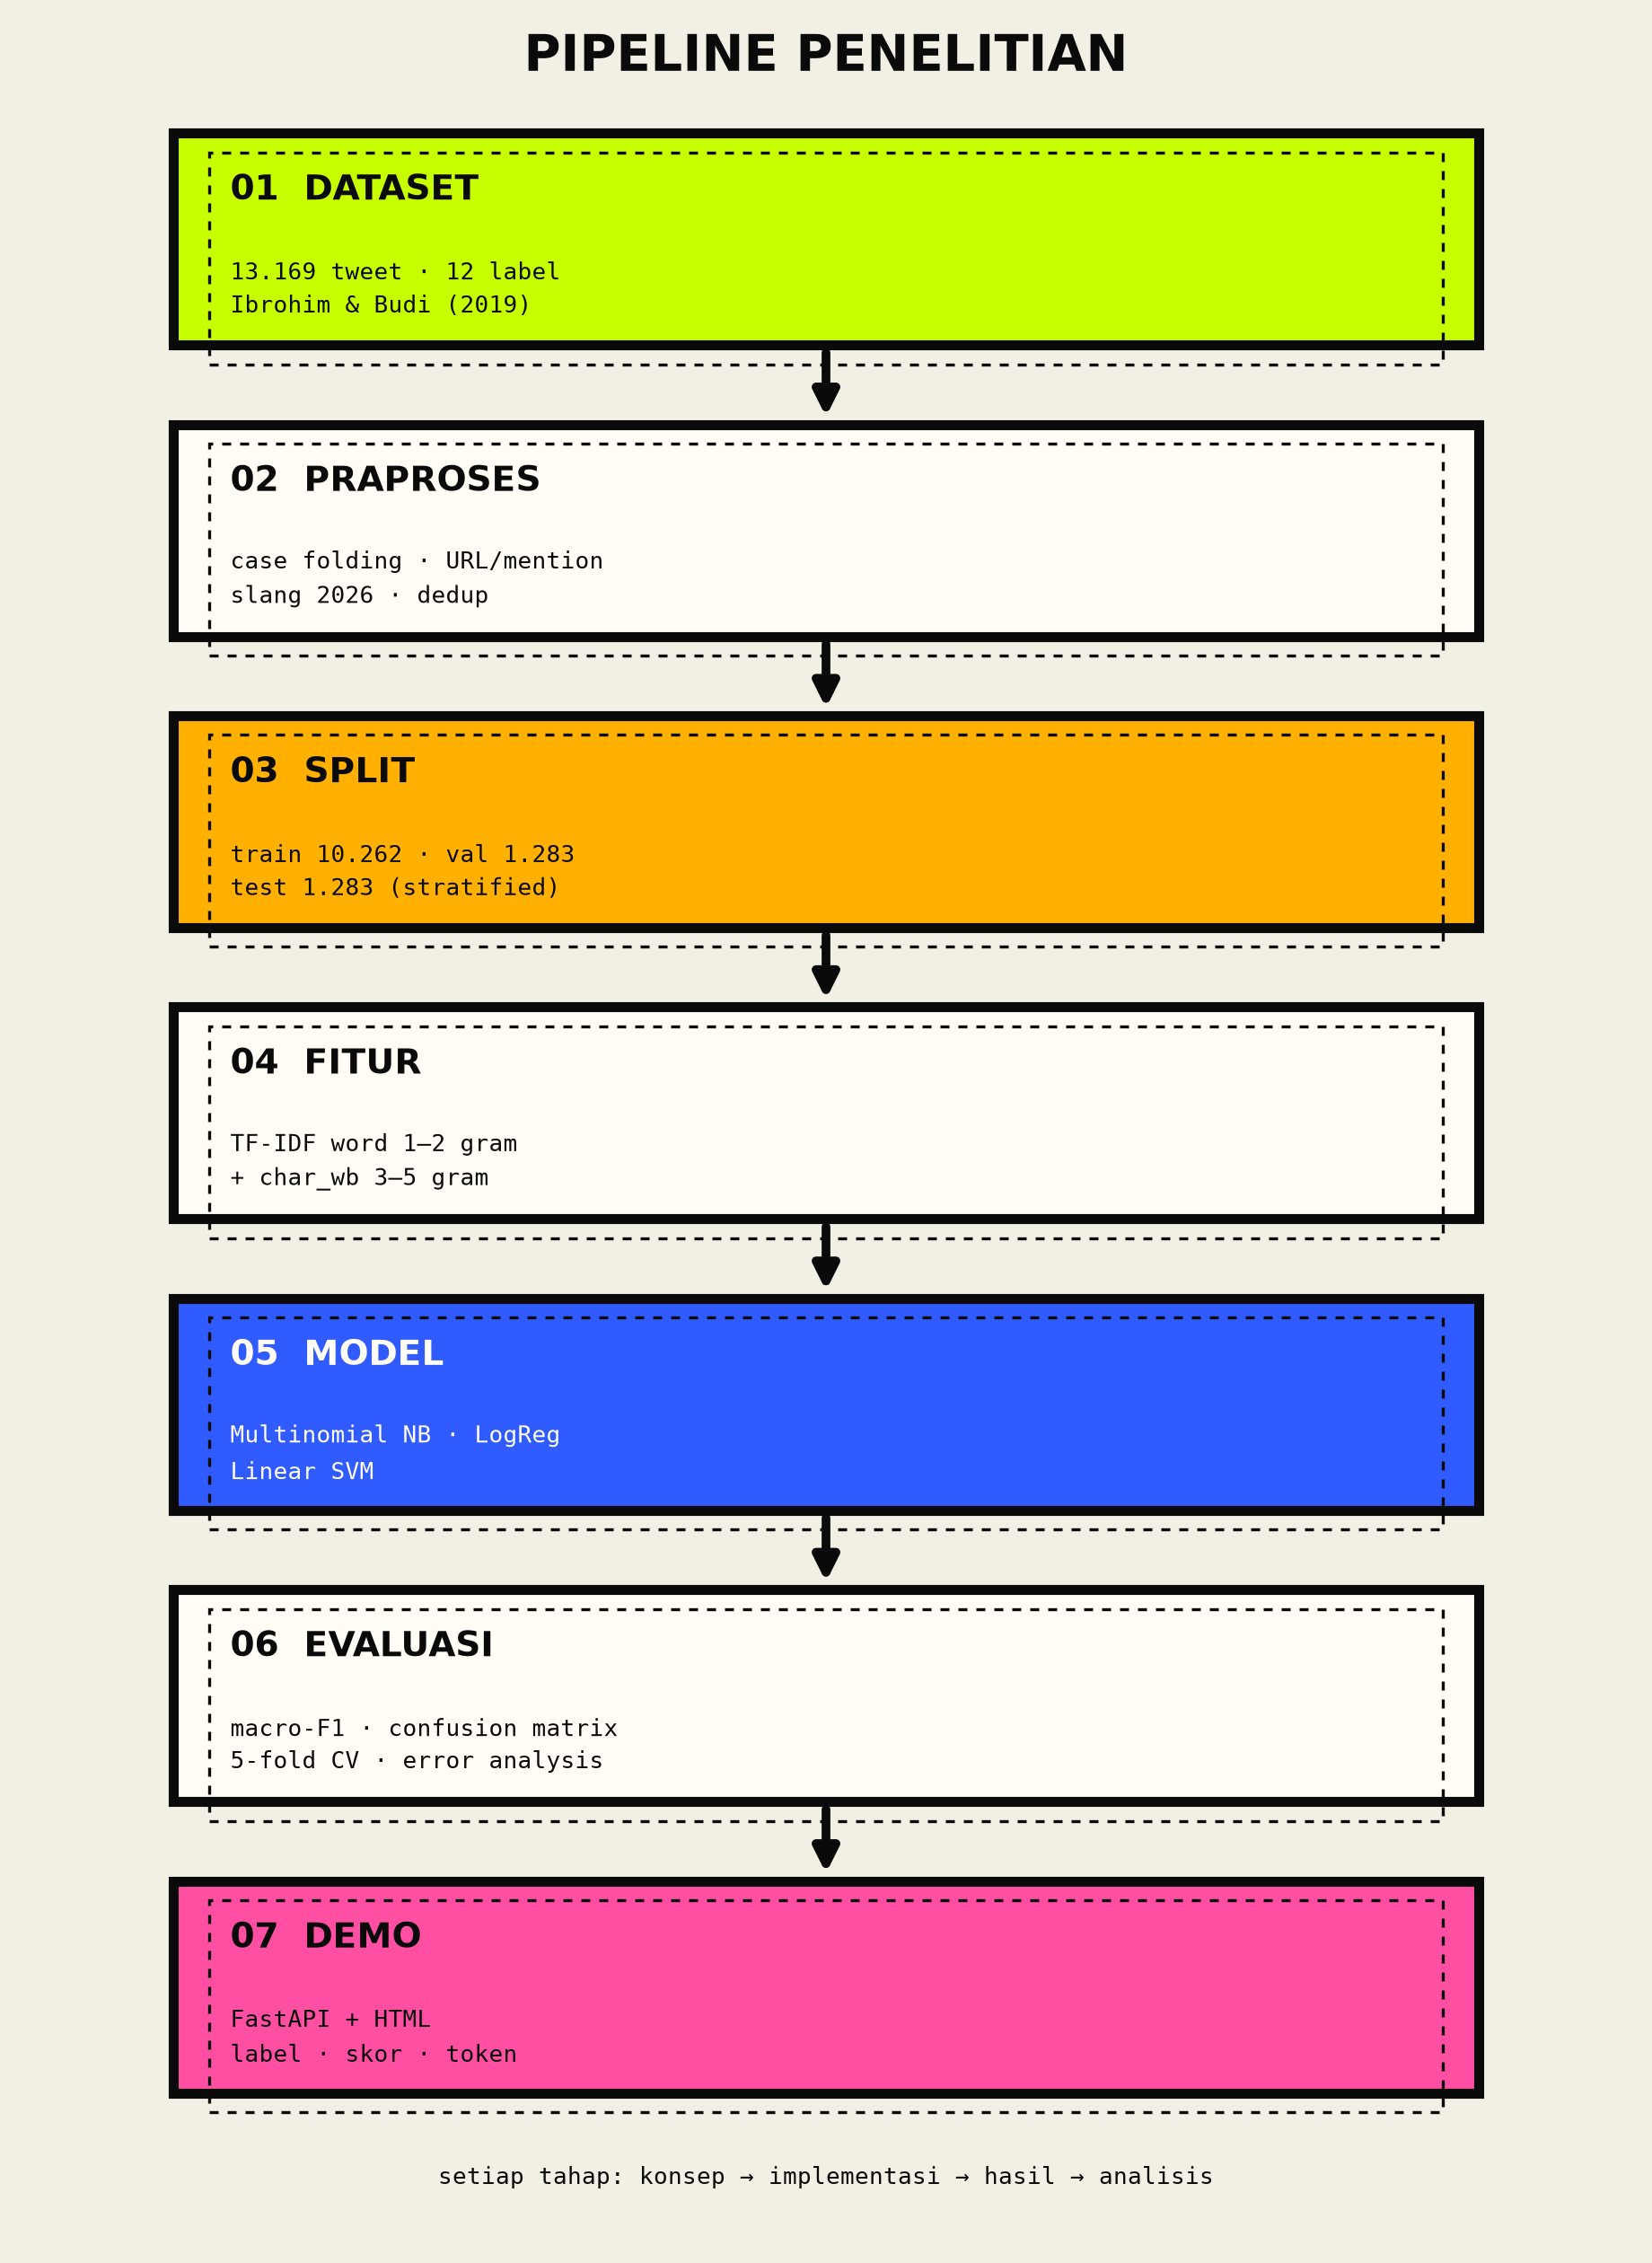 PIPELINE PENELITIAN
01 DATASET
13.169 tweet · 12 label
Ibrohim & Budi (2019)
02 PRAPROSES
case folding · URL/mention
slang 2026 · dedup
03 SPLIT
train 10.262 · val 1.283
test 1.283 (stratified)
04 FITUR
TF-IDF word 1–2 gram
+ char_wb 3–5 gram
05 MODEL
Multinomial NB · LogReg
Linear SVM
06 EVALUASI
macro-F1 · confusion matrix
5-fold CV · error analysis
07 DEMO
FastAPI + HTML
label · skor · token
setiap tahap: konsep → implementasi → hasil → analisis